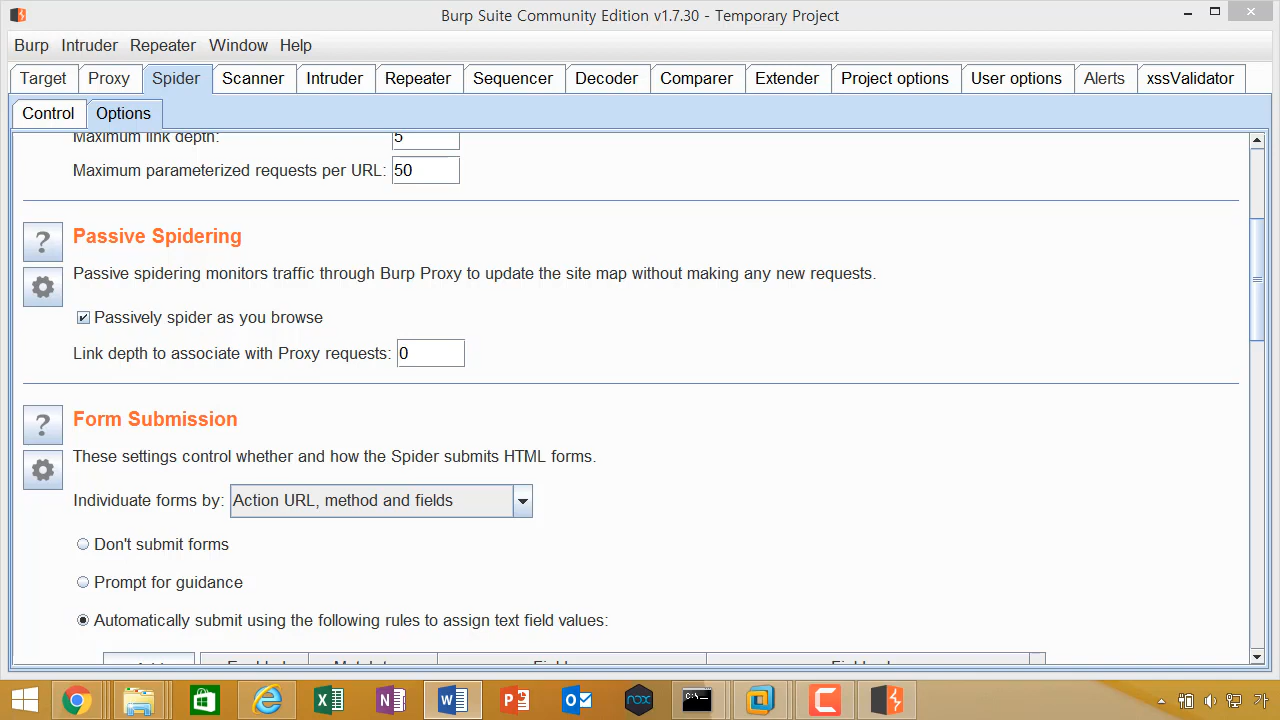 Burp Suite Community Edition v1.7.30 - Temporary Project
Burp Intruder Repeater Window Help
Target Proxy Spider Scanner Intruder Repeater Sequencer Decoder Comparer Extender Project options User options Alerts xssValidator
Control Options
Maximum link depth: 5
Maximum parameterized requests per URL: 50
? Passive Spidering
Passive spidering monitors traffic through Burp Proxy to update the site map without making any new requests.
Passively spider as you browse
Link depth to associate with Proxy requests: 0
? Form Submission
These settings control whether and how the Spider submits HTML forms.
Individuate forms by: Action URL, method and fields
Don't submit forms
Prompt for guidance
Automatically submit using the following rules to assign text field values:
가